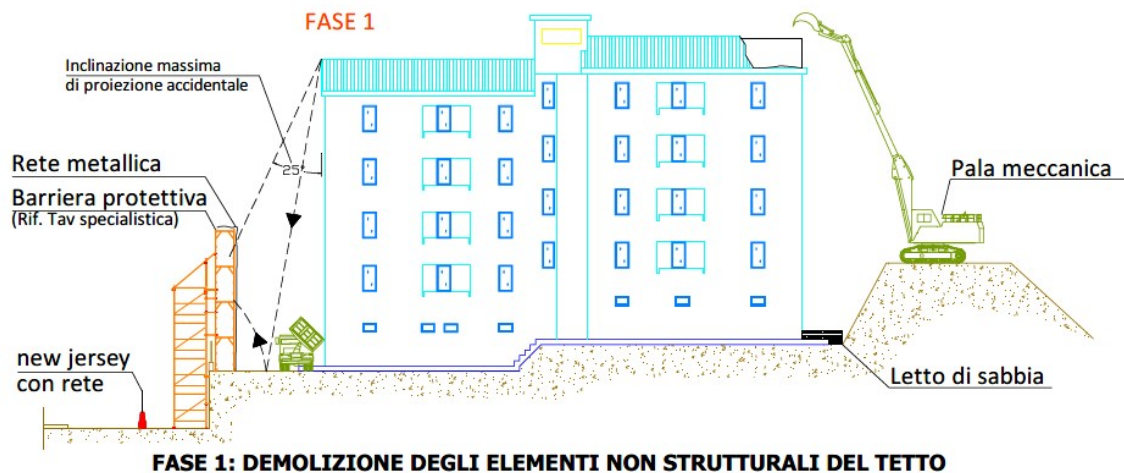 FASE 1
Inclinazione massima
di proiezione accidentale
25°
Rete metallica
Barriera protettiva
(Rif. Tav specialistica)
Pala meccanica
new jersey
con rete
Letto di sabbia
FASE 1: DEMOLIZIONE DEGLI ELEMENTI NON STRUTTURALI DEL TETTO